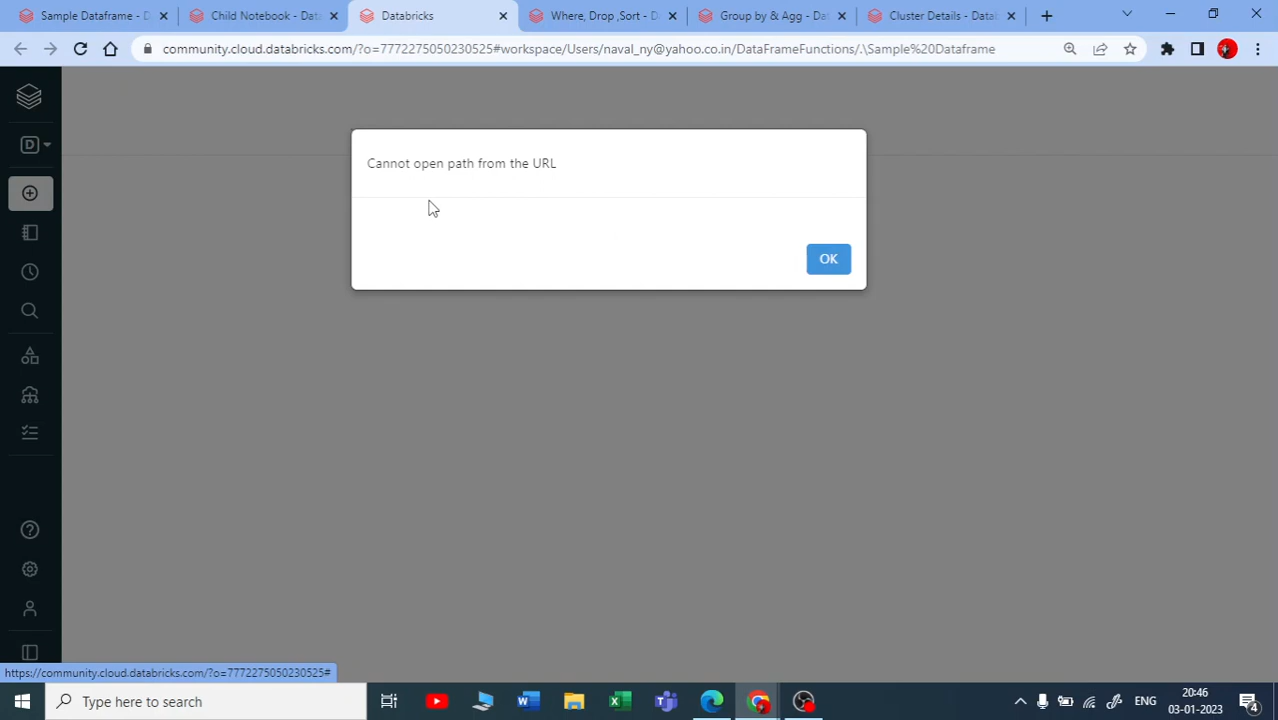 Sample Dataframe - D
Child Notebook - Dat
Databricks
Where, Drop ,Sort - D
Group by & Agg - Dat
Cluster Details - Datab
community.cloud.databricks.com/?o=7772275050230525#workspace/Users/naval_ny@yahoo.co.in/DataFrameFunctions/.\Sample%20Dataframe
D
Cannot open path from the URL
OK
https://community.cloud.databricks.com/?o=7772275050230525#
Type here to search
ENG
20:46
03-01-2023
4